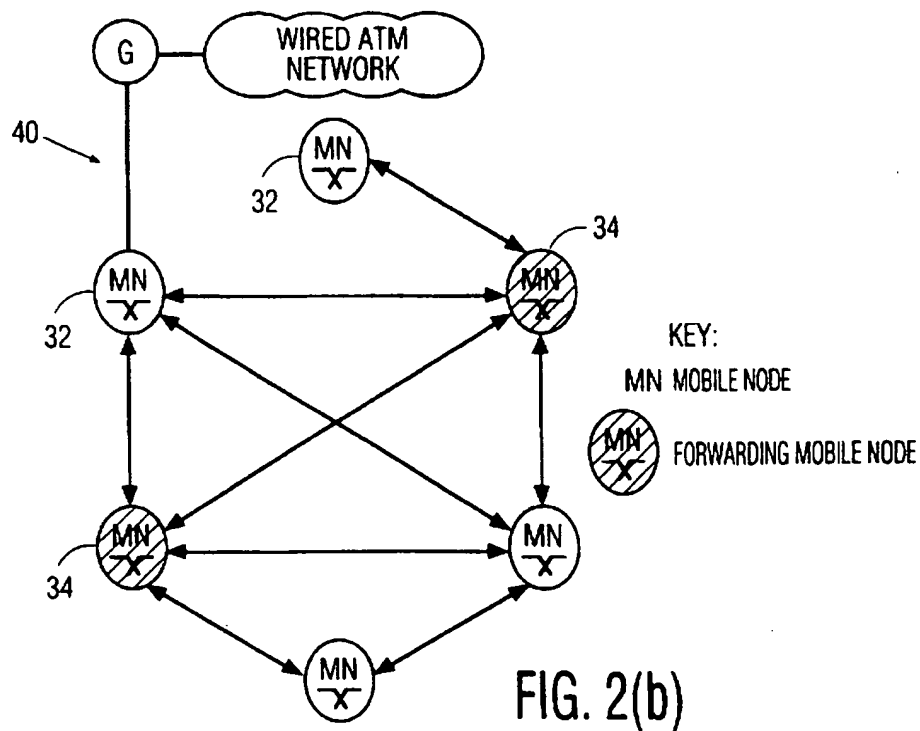 G
WIRED ATM
NETWORK
40
MN
X
32
34
MN
X
MN
X
32
KEY:
MN MOBILE NODE
MN
X
FORWARDING MOBILE NODE
MN
X
34
MN
X
MN
X
FIG. 2(b)